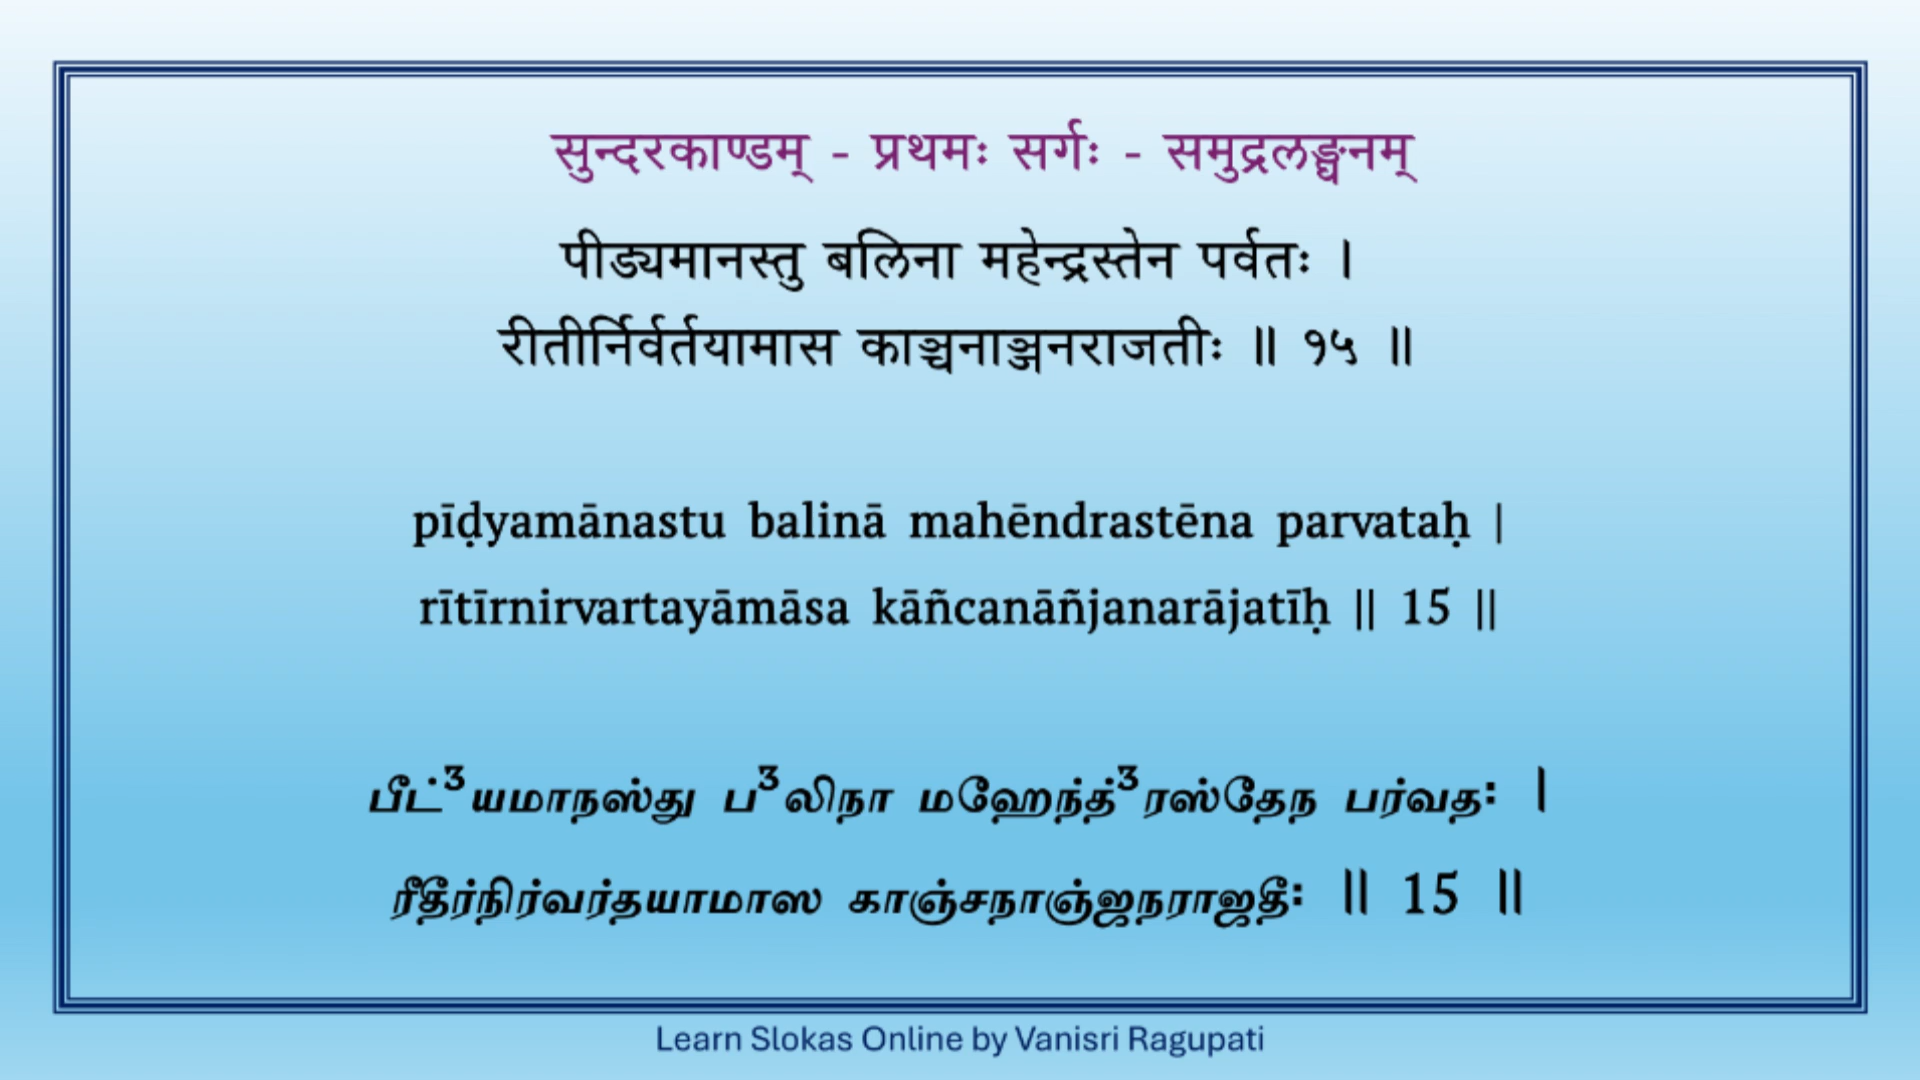 सुन्दरकाण्डम् - प्रथमः सर्गः - समुद्रलङ्घनम्
पीड्यमानस्तु बलिना महेन्द्रस्तेन पर्वतः ।
रीतीर्निर्वर्तयामास काञ्चनाञ्जनराजतीः ॥ १५ ॥
pīḍyamānastu balinā mahēndrastēna parvataḥ |
rītīrnirvartayāmāsa kāñcanāñjanarājatīḥ || 15 ||
பீட்³யமாநஸ்து ப³லிநா மஹேந்த்³ரஸ்தேந பர்வத꞉ ।
ரீதீர்நிர்வர்தயாமாஸ காஞ்சநாஞ்ஜநராஜதீ꞉ ॥ 15 ॥
Learn Slokas Online by Vanisri Ragupati